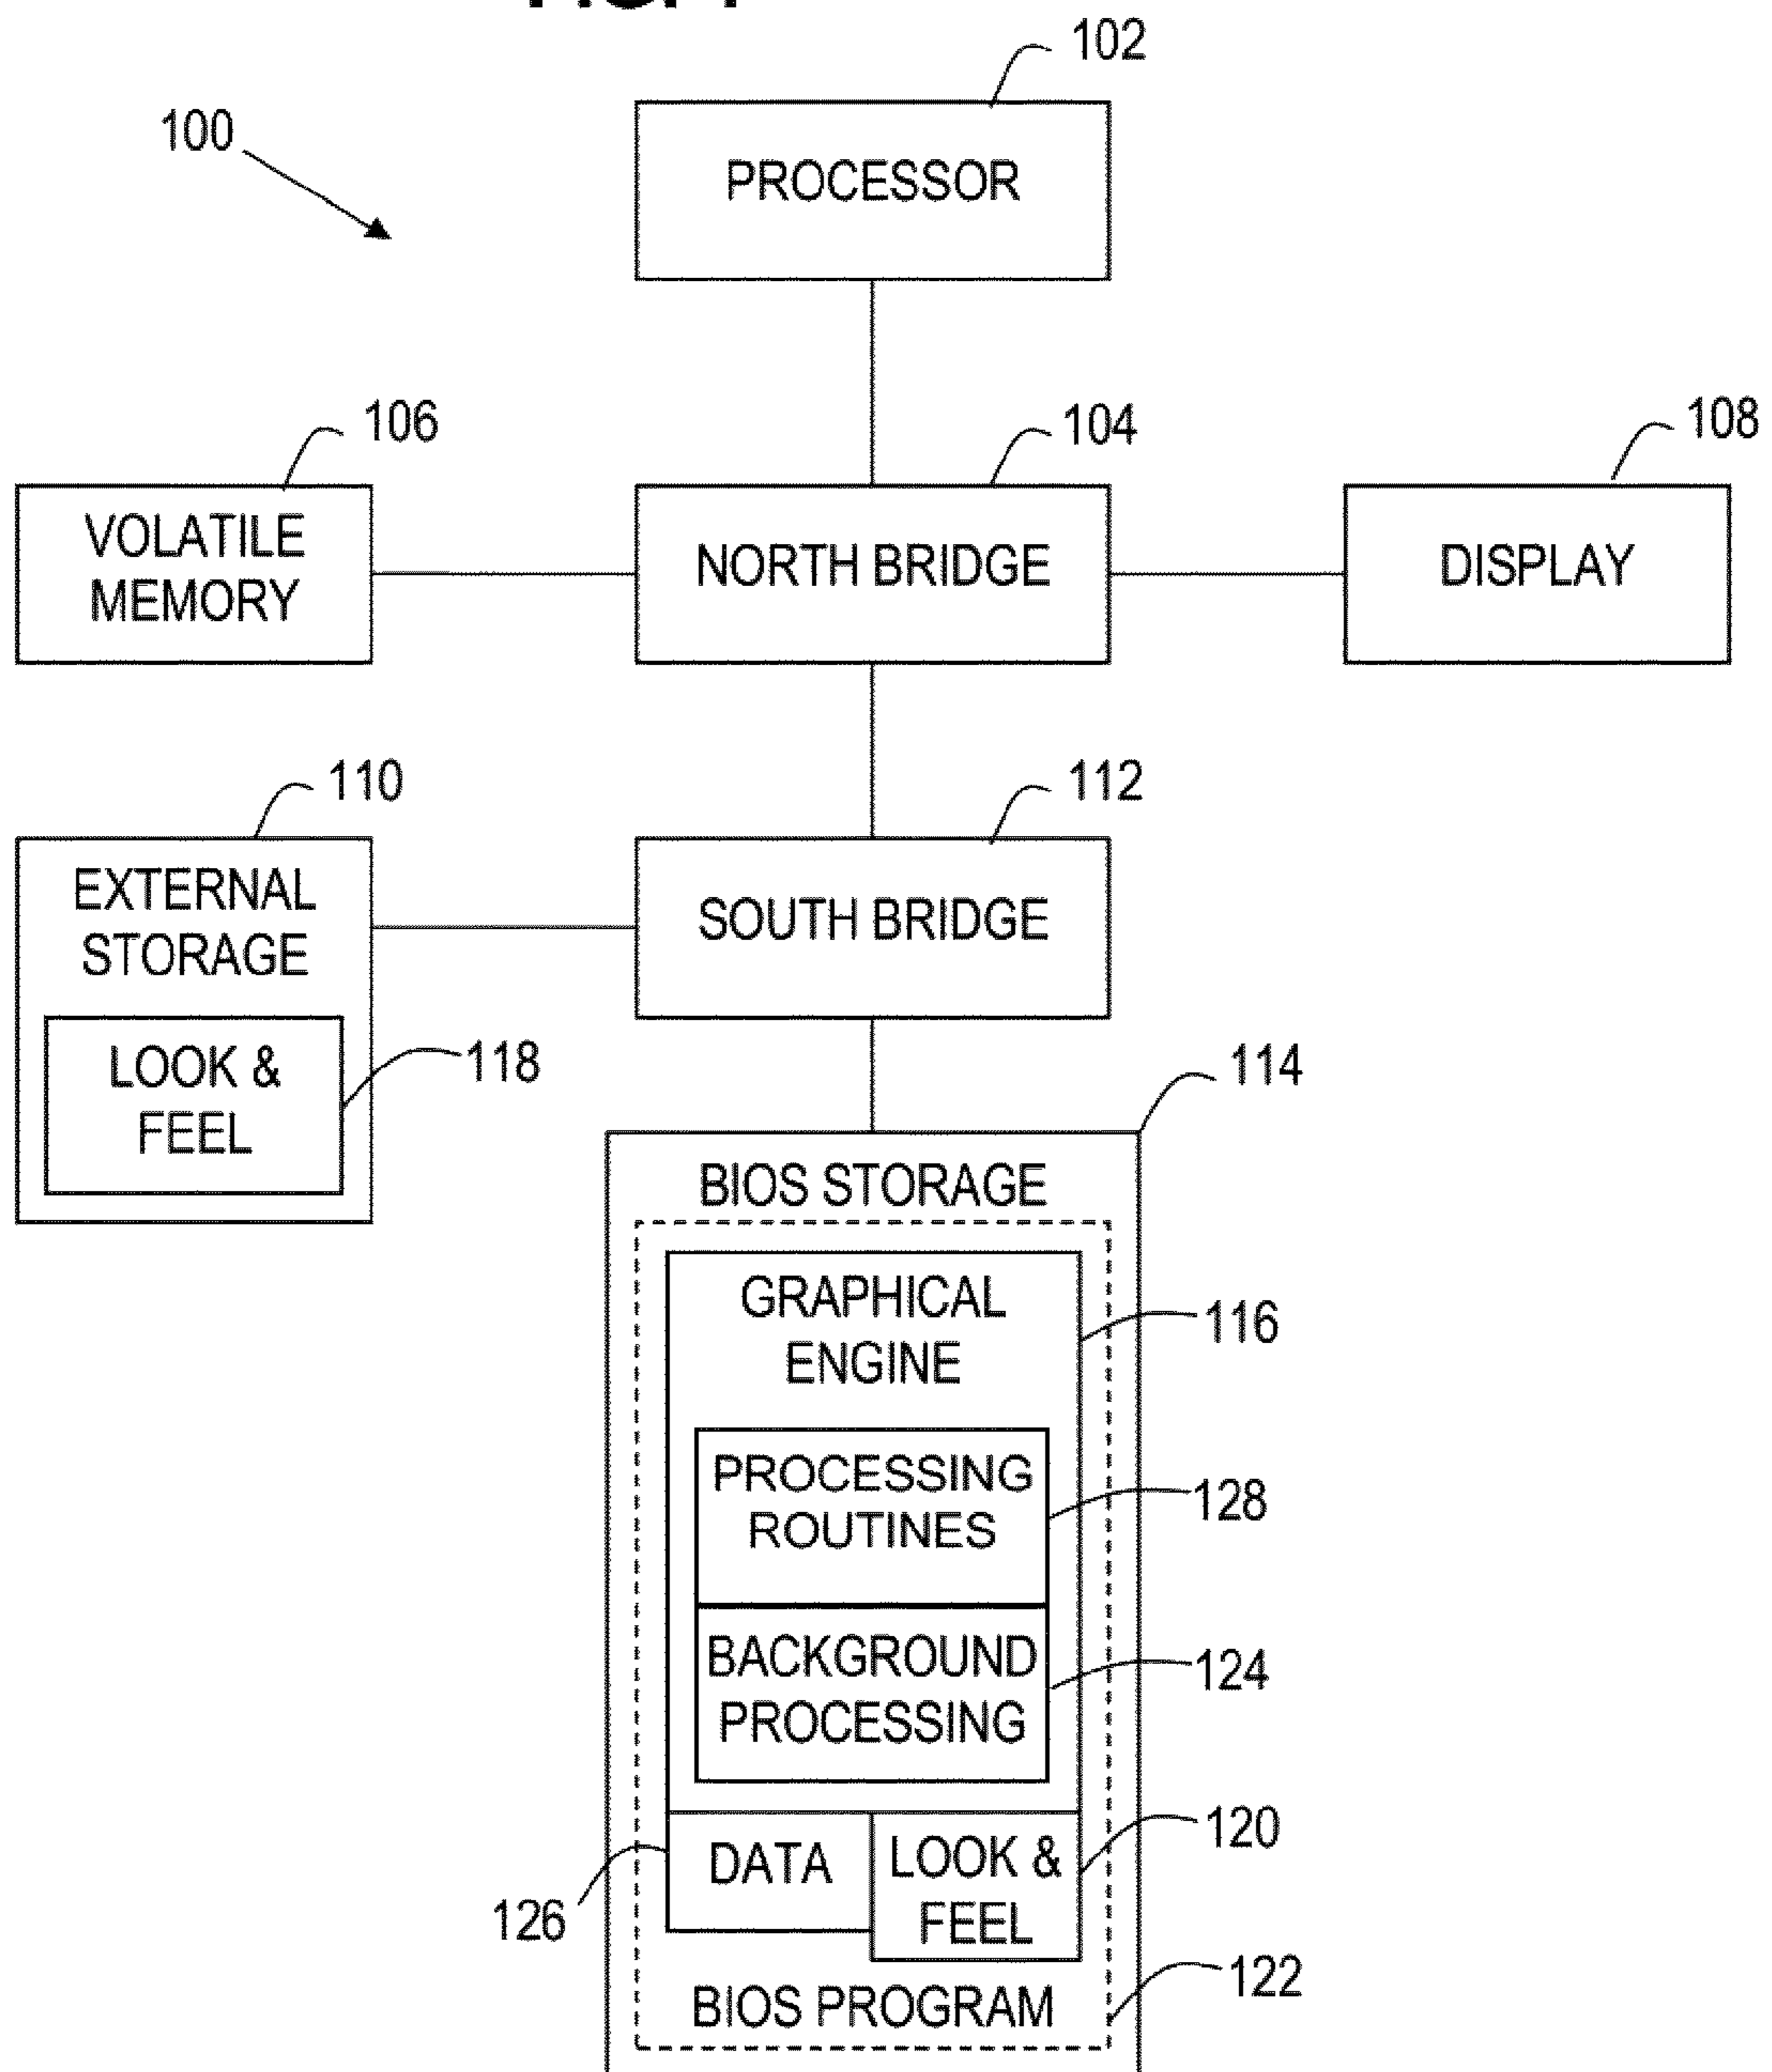 102
100
PROCESSOR
106
104
108
VOLATILE
MEMORY
NORTH BRIDGE
DISPLAY
110
112
EXTERNAL
STORAGE
SOUTH BRIDGE
LOOK &
FEEL
118
114
BIOS STORAGE
GRAPHICAL
ENGINE
116
PROCESSING
ROUTINES
128
BACKGROUND
PROCESSING
124
120
DATA
LOOK &
FEEL
126
122
BIOS PROGRAM